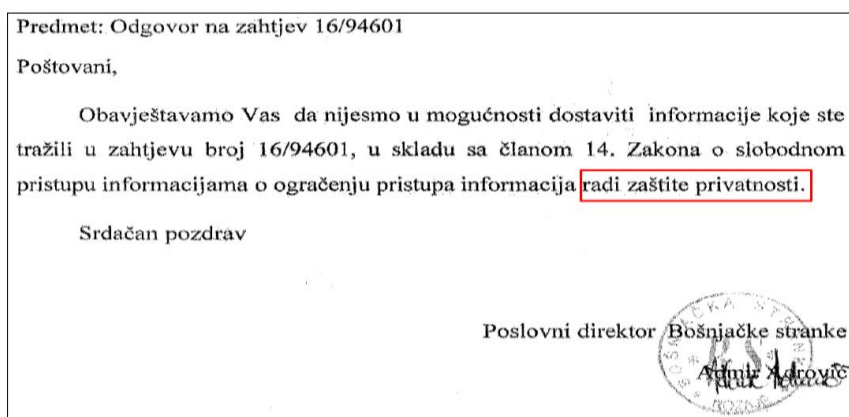 Predmet: Odgovor na zahtjev 16/94601
Poštovani,
Obavještavamo Vas da nijesmo u mogućnosti dostaviti informacije koje ste
tražili u zahtjevu broj 16/94601, u skladu sa članom 14. Zakona o slobodnom
pristupu informacijama o ogračenju pristupa informacija radi zaštite privatnosti.
Srdačan pozdrav
Poslovni direktor Bošnjačke stranke
Admir Adrović